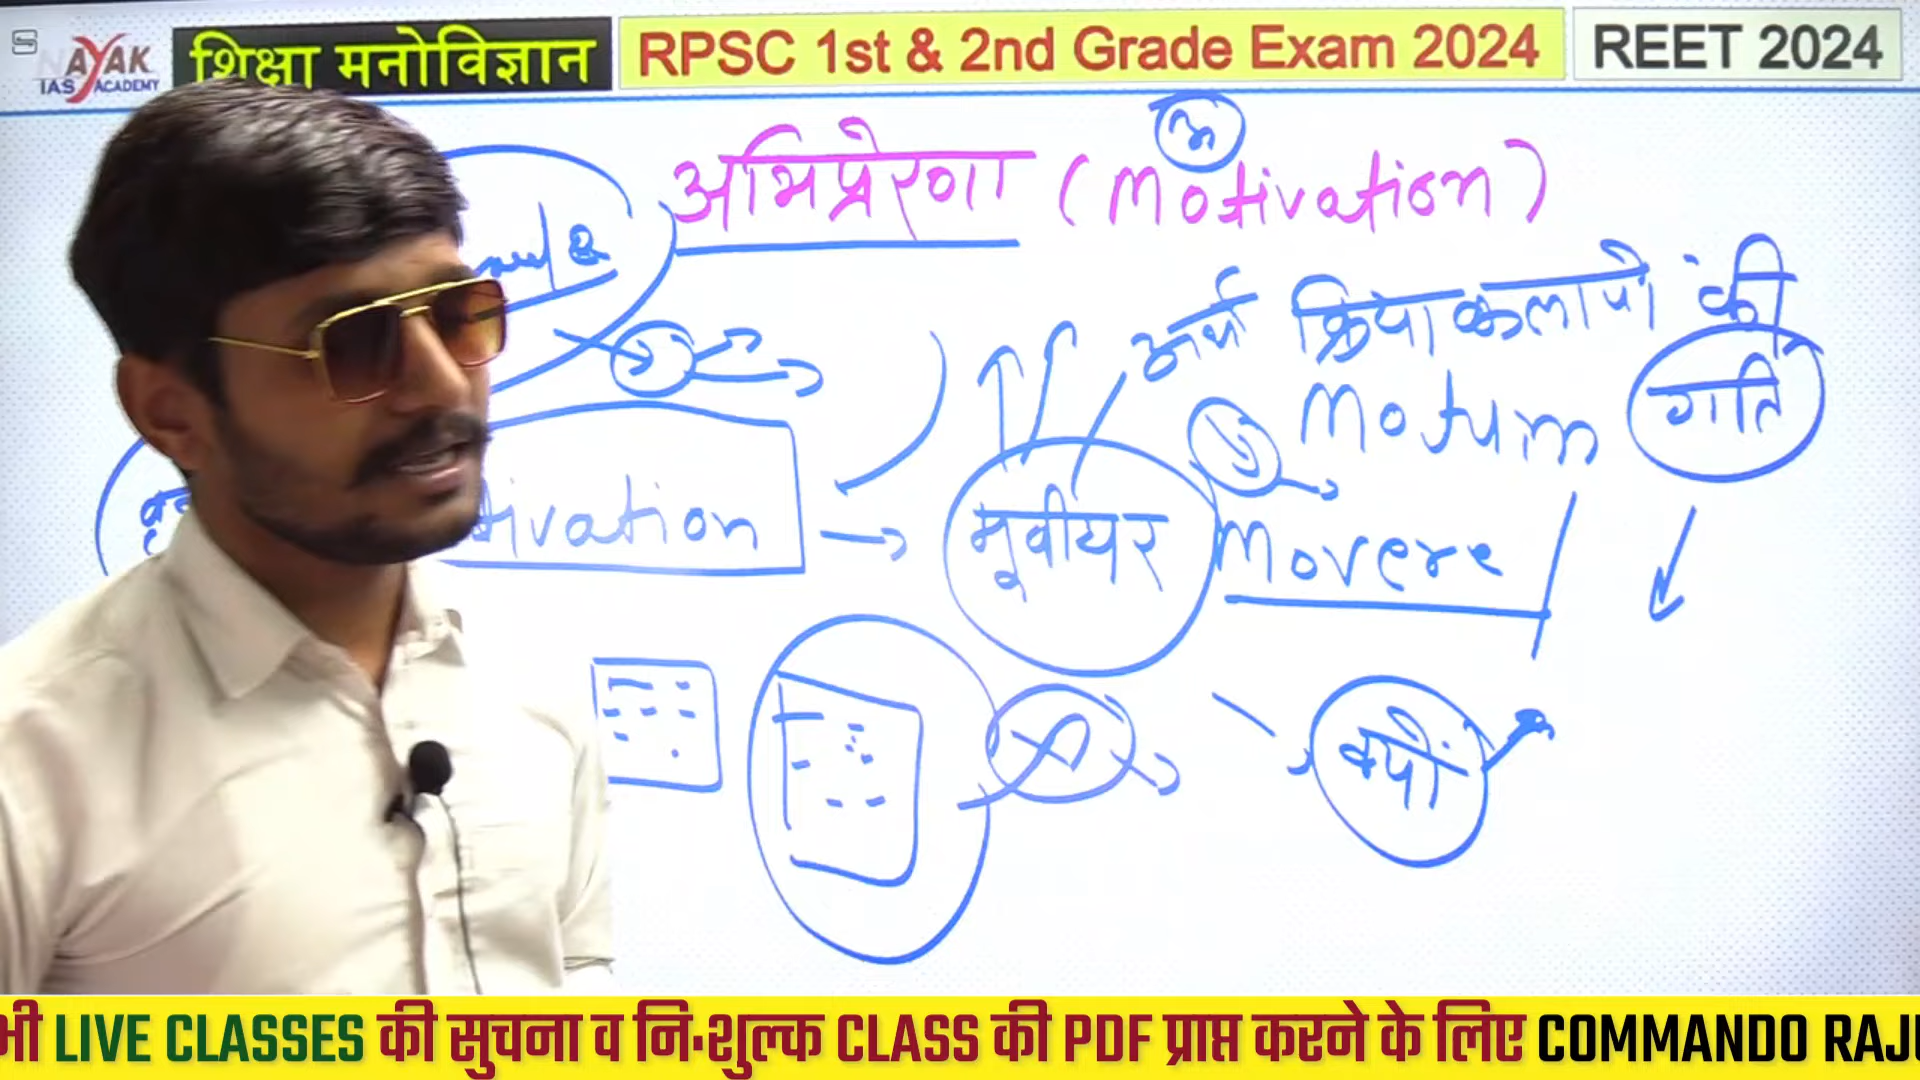 NAYAK
IAS ACADEMY
शिक्षा मनोविज्ञान
RPSC 1st & 2nd Grade Exam 2024
REET 2024
अभिप्रेरणा (Motivation)
अर्थ क्रियाकलापों की
गति
Motum
tivation
मूवीयर Movere
क्यों
भी LIVE CLASSES की सुचना व नि:शुल्क CLASS की PDF प्राप्त करने के लिए COMMANDO RAJU